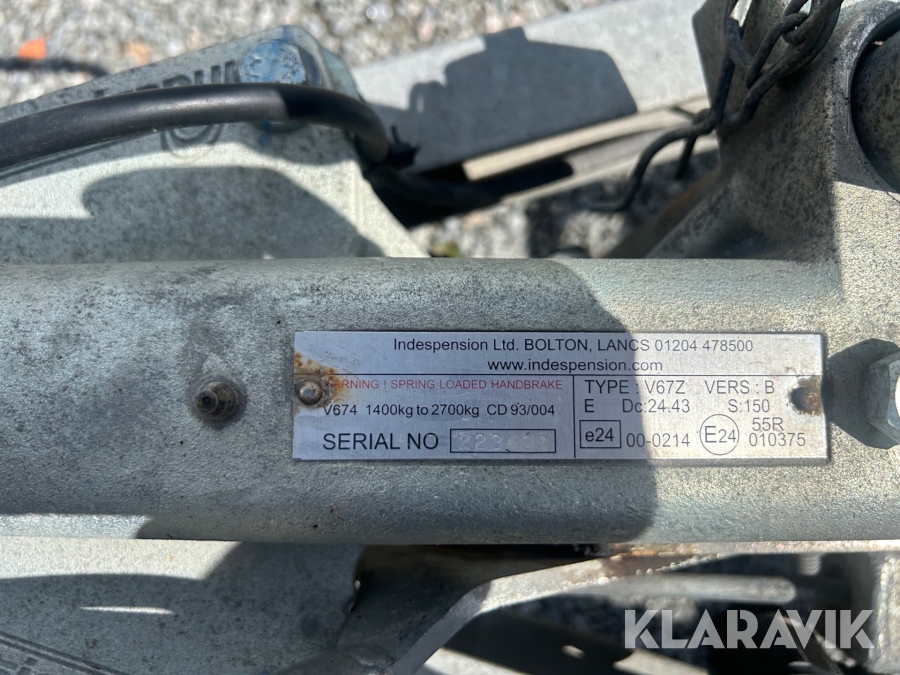 Indespension Ltd. BOLTON, LANCS 01204 478500
www.indespension.com
WARNING ! SPRING LOADED HANDBRAKE
V674 1400kg to 2700kg CD 93/004
SERIAL NO
TYPE : V67Z VERS : B
E Dc:24-43 S:150
e24 00-0214 E24 55R 010375
KLARAVIK